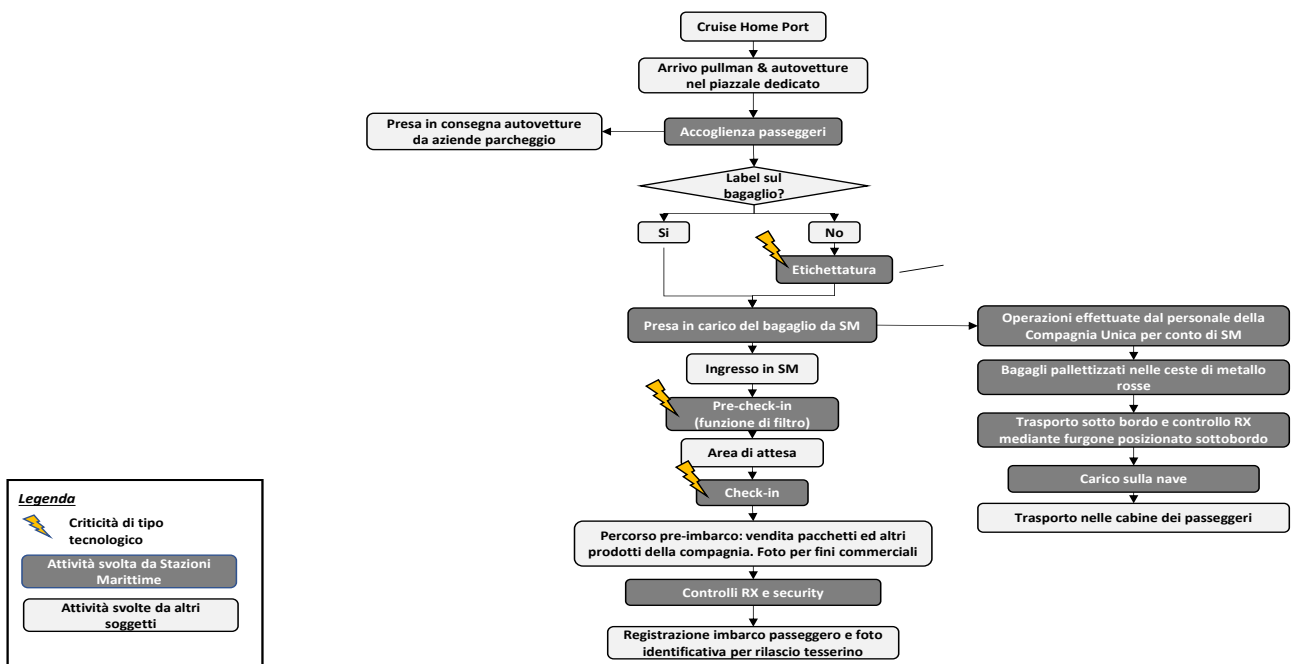 Cruise Home Port
Arrivo pullman & autovetture
nel piazzale dedicato
Presa in consegna autovetture
da aziende parcheggio
Accoglienza passeggeri
Label sul
bagaglio?
Si
No
Etichettatura
Presa in carico del bagaglio da SM
Operazioni effettuate dal personale della
Compagnia Unica per conto di SM
Ingresso in SM
Bagagli pallettizzati nelle ceste di metallo
rosse
Pre-check-in
(funzione di filtro)
Trasporto sotto bordo e controllo RX
mediante furgone posizionato sottobordo
Area di attesa
Check-in
Carico sulla nave
Trasporto nelle cabine dei passeggeri
Percorso pre-imbarco: vendita pacchetti ed altri
prodotti della compagnia. Foto per fini commerciali
Controlli RX e security
Registrazione imbarco passeggero e foto
identificativa per rilascio tesserino
Legenda
Criticità di tipo
tecnologico
Attività svolta da Stazioni
Marittime
Attività svolte da altri
soggetti